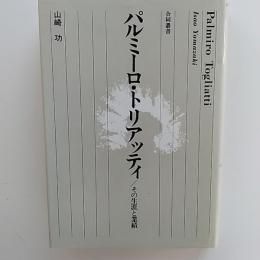 Palmiro Togliatti
Isao Yamazaki
合同叢書
パルミーロ・トリアッティ
その生涯と業績
山崎 功